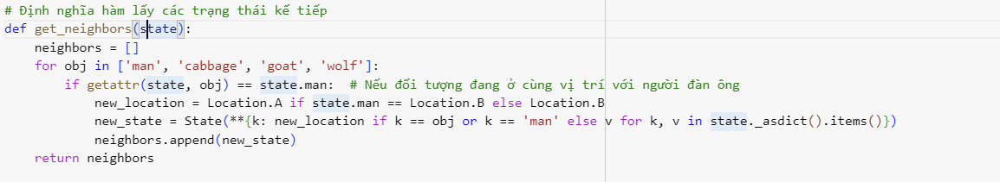 # Định nghĩa hàm lấy các trạng thái kế tiếp
def get_neighbors(state):
    neighbors = []
    for obj in ['man', 'cabbage', 'goat', 'wolf']:
        if getattr(state, obj) == state.man:  # Nếu đối tượng đang ở cùng vị trí với người đàn ông
            new_location = Location.A if state.man == Location.B else Location.B
            new_state = State(**{k: new_location if k == obj or k == 'man' else v for k, v in state._asdict().items()})
            neighbors.append(new_state)
    return neighbors